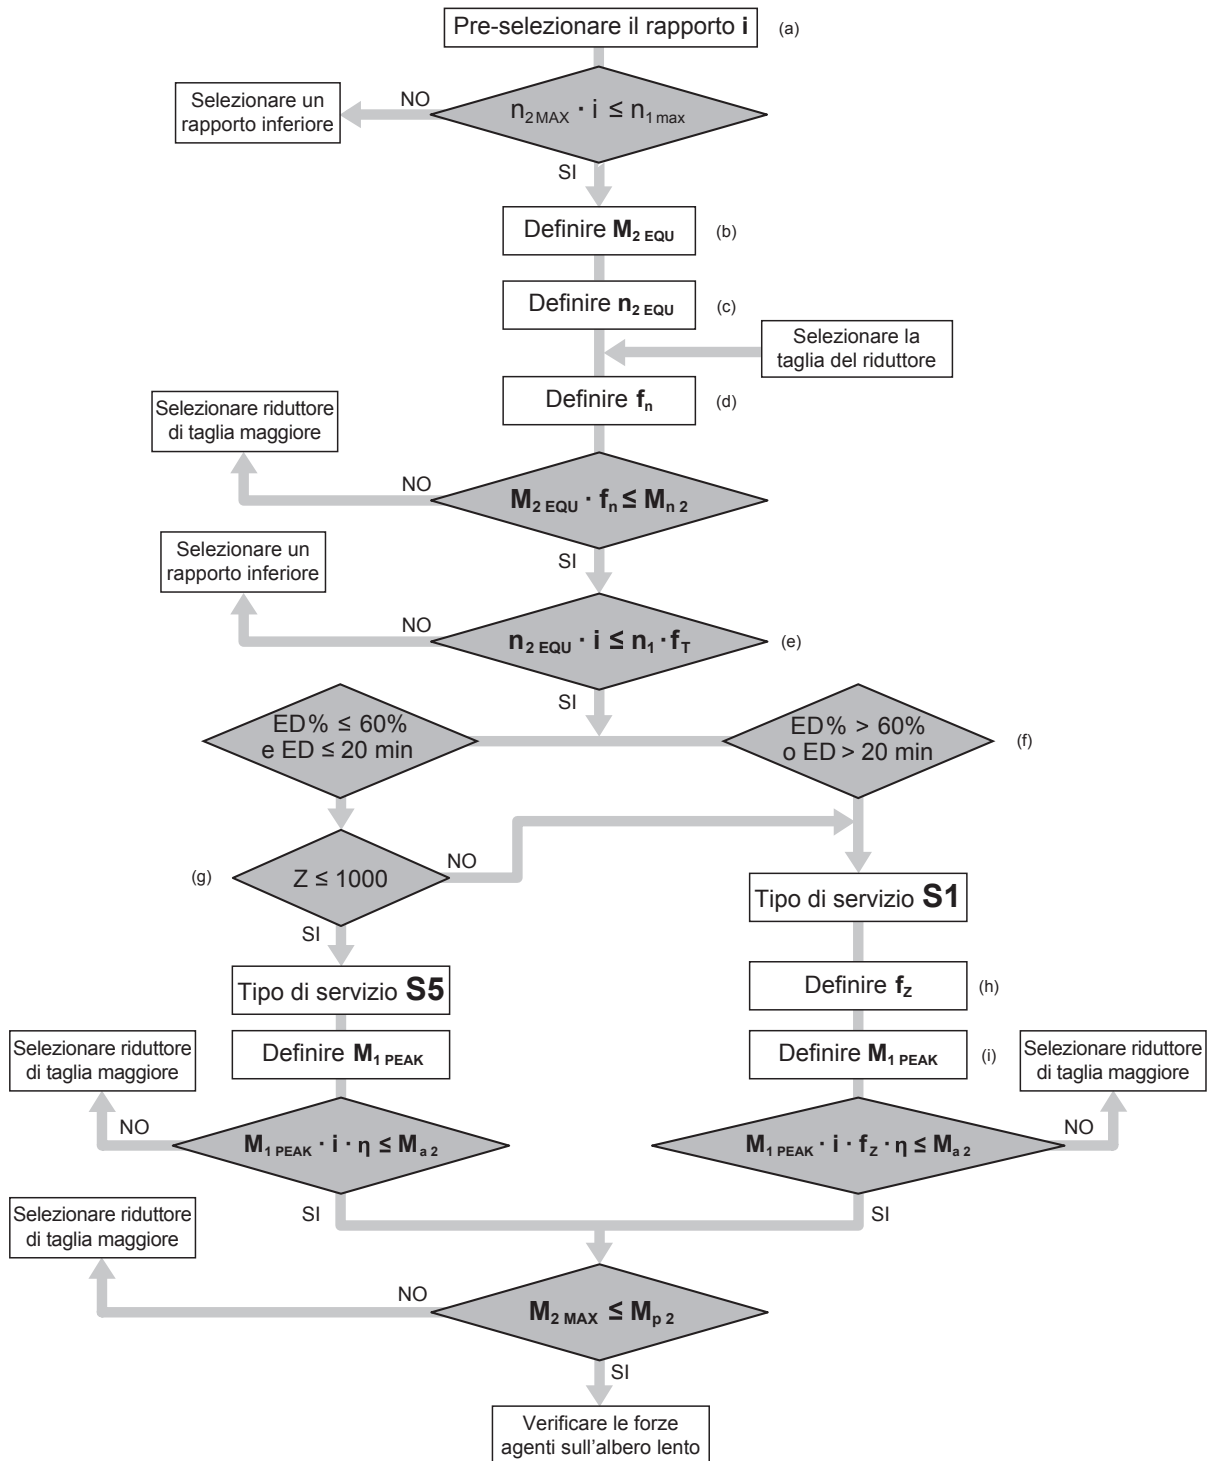 Pre-selezionare il rapporto i (a)
n2 MAX · i ≤ n1 max
NO
Selezionare un
rapporto inferiore
SI
Definire M2 EQU (b)
Definire n2 EQU (c)
Selezionare la
taglia del riduttore
Definire fn (d)
Selezionare riduttore
di taglia maggiore
NO
M2 EQU · fn ≤ Mn 2
SI
Selezionare un
rapporto inferiore
NO
n2 EQU · i ≤ n1 · fT (e)
SI
ED% ≤ 60%
e ED ≤ 20 min
ED% > 60%
o ED > 20 min
(f)
(g)
Z ≤ 1000
NO
SI
Tipo di servizio S1
Tipo di servizio S5
Definire fZ (h)
Definire M1 PEAK
Definire M1 PEAK (i)
Selezionare riduttore
di taglia maggiore
Selezionare riduttore
di taglia maggiore
NO
M1 PEAK · i · η ≤ Ma 2
M1 PEAK · i · fZ · η ≤ Ma 2
NO
SI
SI
Selezionare riduttore
di taglia maggiore
NO
M2 MAX ≤ Mp 2
SI
Verificare le forze
agenti sull'albero lento